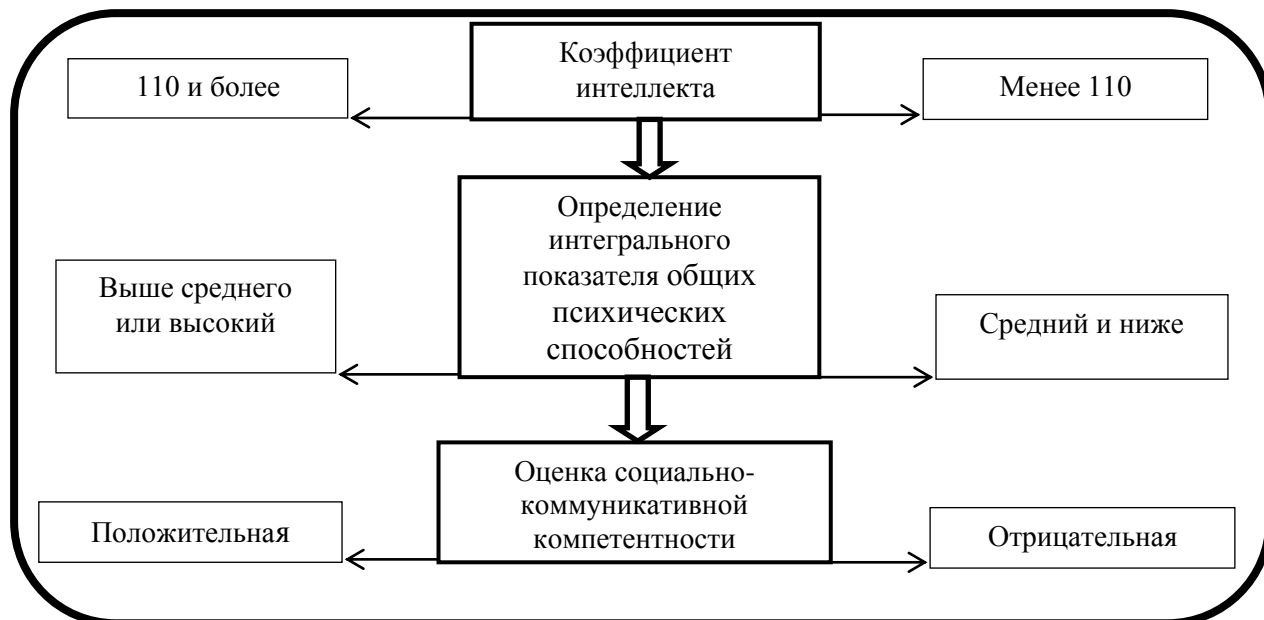 Коэффициент
интеллекта
110 и более
Менее 110
Определение
интегрального
показателя общих
психических
способностей
Выше среднего
или высокий
Средний и ниже
Оценка социально-
коммуникативной
компетентности
Положительная
Отрицательная